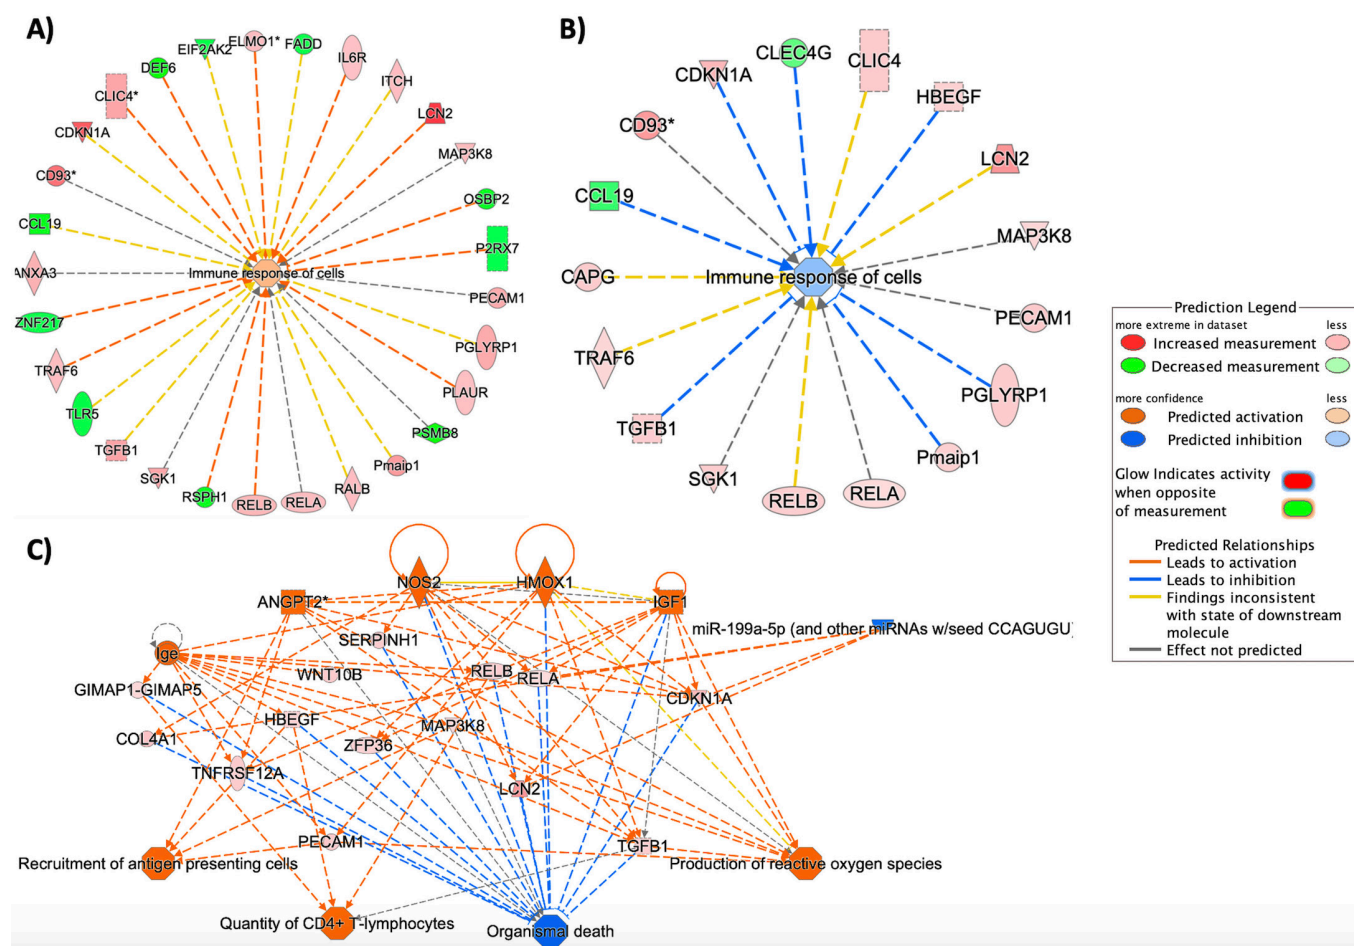 A)
EIF2AK2
ELMO1*
FADD
IL6R
DEF6
ITCH
CLIC4*
LCN2
CDKN1A
MAP3K8
CD93*
OSBP2
CCL19
P2RX7
ANXA3
Immune response of cells
PECAM1
ZNF217
PGLYRP1
TRAF6
PLAUR
TLR5
PSMB8
TGFB1
Pmaip1
SGK1
RALB
RSPH1
RELB
RELA
B)
CLEC4G
CLIC4
CDKN1A
HBEGF
CD93*
LCN2
CCL19
MAP3K8
CAPG
Immune response of cells
PECAM1
TRAF6
PGLYRP1
TGFB1
Pmaip1
SGK1
RELB
RELA
Prediction Legend
more extreme in dataset
less
Increased measurement
Decreased measurement
more confidence
less
Predicted activation
Predicted inhibition
Glow Indicates activity
when opposite
of measurement
Predicted Relationships
Leads to activation
Leads to inhibition
Findings inconsistent
with state of downstream
molecule
Effect not predicted
C)
NOS2
HMOX1
ANGPT2*
IGF1
SERPINH1
miR-199a-5p (and other miRNAs w/seed CCAGUGU)
Ige
WNT10B
RELB
RELA
GIMAP1-GIMAP5
CDKN1A
HBEGF
MAP3K8
COL4A1
ZFP36
TNFRSF12A
LCN2
PECAM1
TGFB1
Recruitment of antigen presenting cells
Production of reactive oxygen species
Quantity of CD4+ T-lymphocytes
Organismal death